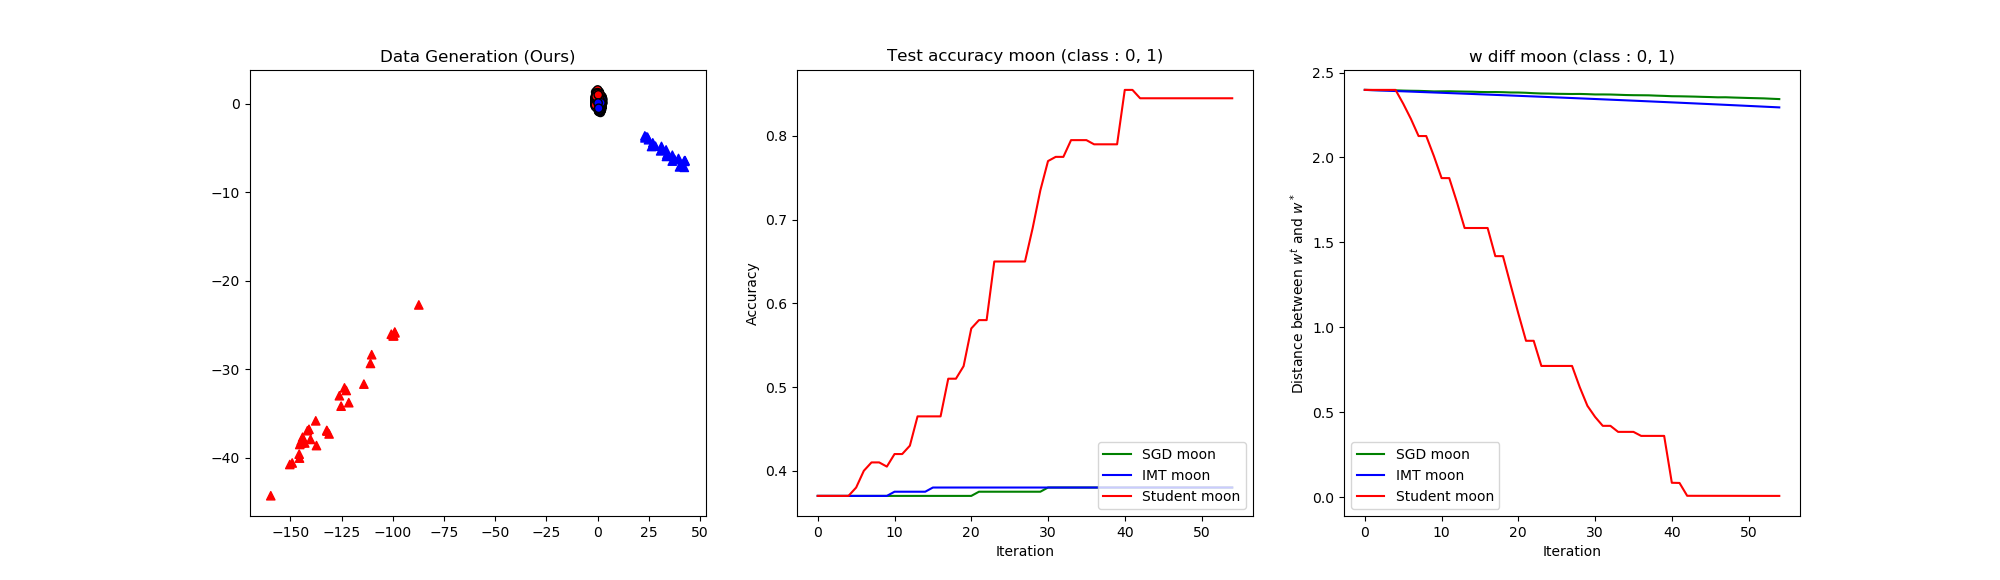 Data Generation (Ours)
0
−10
−20
−30
−40
−150
−125
−100
−75
−50
−25
0
25
50
Test accuracy moon (class : 0, 1)
Accuracy
0.8
0.7
0.6
0.5
0.4
0
10
20
30
40
50
Iteration
SGD moon
IMT moon
Student moon
w diff moon (class : 0, 1)
Distance between w^t and w^*
2.5
2.0
1.5
1.0
0.5
0.0
0
10
20
30
40
50
Iteration
SGD moon
IMT moon
Student moon